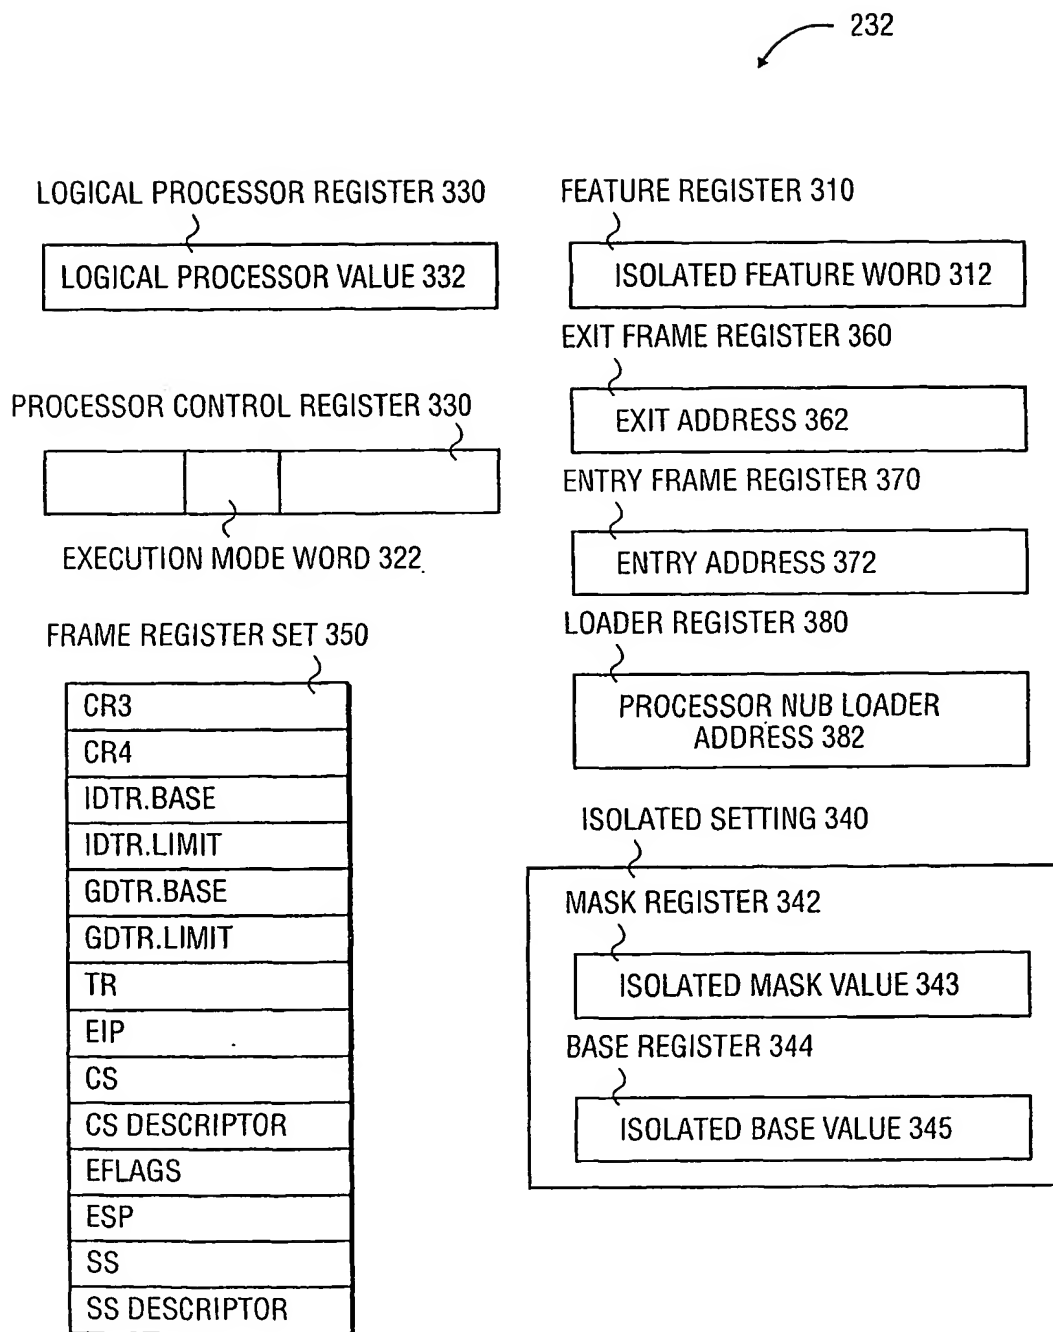 232
LOGICAL PROCESSOR REGISTER 330
LOGICAL PROCESSOR VALUE 332
PROCESSOR CONTROL REGISTER 330
EXECUTION MODE WORD 322
FRAME REGISTER SET 350
CR3
CR4
IDTR.BASE
IDTR.LIMIT
GDTR.BASE
GDTR.LIMIT
TR
EIP
CS
CS DESCRIPTOR
EFLAGS
ESP
SS
SS DESCRIPTOR
FEATURE REGISTER 310
ISOLATED FEATURE WORD 312
EXIT FRAME REGISTER 360
EXIT ADDRESS 362
ENTRY FRAME REGISTER 370
ENTRY ADDRESS 372
LOADER REGISTER 380
PROCESSOR NUB LOADER
ADDRESS 382
ISOLATED SETTING 340
MASK REGISTER 342
ISOLATED MASK VALUE 343
BASE REGISTER 344
ISOLATED BASE VALUE 345